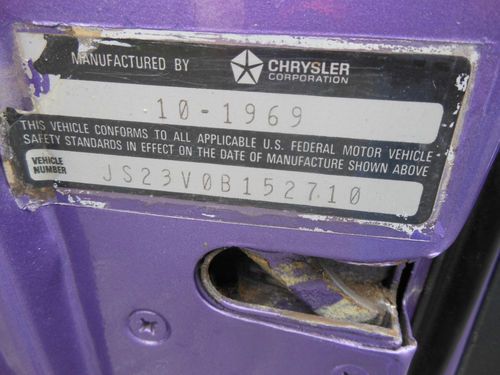 MANUFACTURED BY CHRYSLER CORPORATION
10-1969
THIS VEHICLE CONFORMS TO ALL APPLICABLE U.S. FEDERAL MOTOR VEHICLE
SAFETY STANDARDS IN EFFECT ON THE DATE OF MANUFACTURE SHOWN ABOVE
VEHICLE NUMBER JS23V0B152710